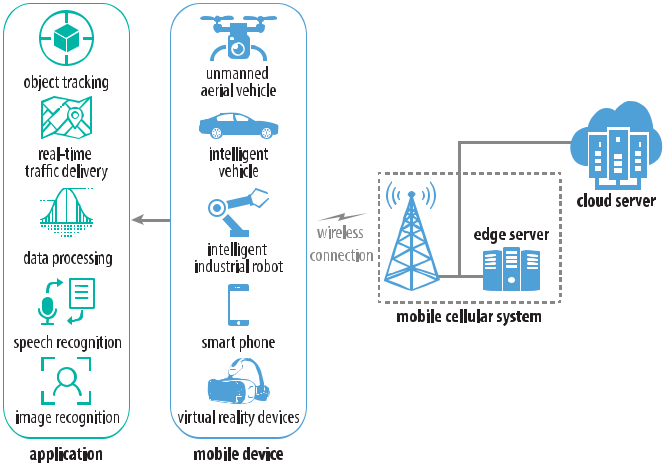 object tracking
real-time
traffic delivery
data processing
speech recognition
image recognition
application
unmanned
aerial vehicle
intelligent
vehicle
intelligent
industrial robot
smart phone
virtual reality devices
mobile device
wireless
connection
edge server
mobile cellular system
cloud server